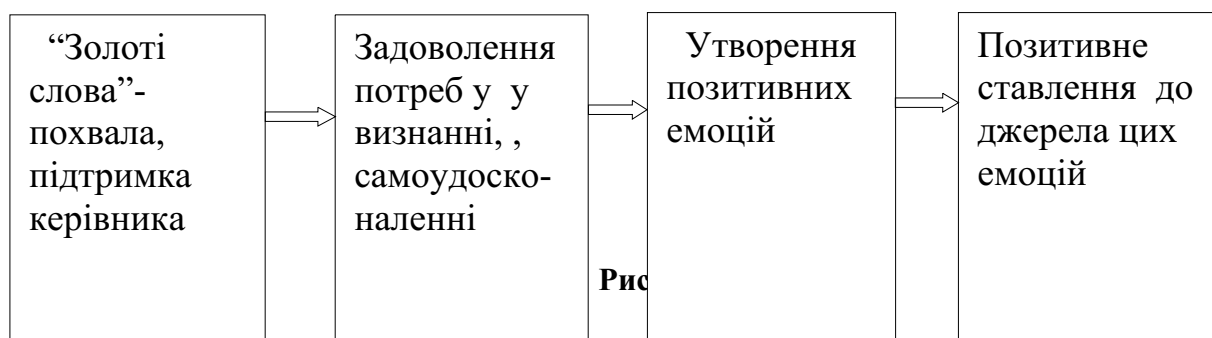 “Золоті
слова”-
похвала,
підтримка
керівника
Задоволення
потреб у у
визнанні, ,
самоудоско-
наленні
Утворення
позитивних
емоцій
Позитивне
ставлення до
джерела цих
емоцій
Рис